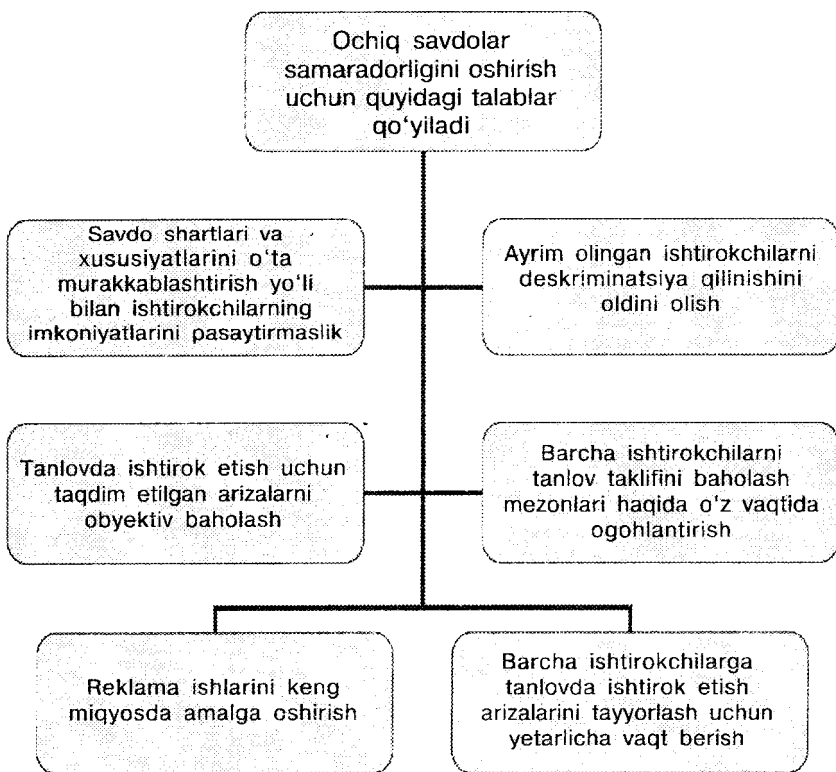 Ochiq savdolar
samaradorligini oshirish
uchun quyidagi talablar
qo‘yiladi
Savdo shartlari va
xususiyatlarini o‘ta
murakkablashtirish yo‘li
bilan ishtirokchilarning
imkoniyatlarini pasaytirmaslik
Ayrim olingan ishtirokchilarni
deskriminatsiya qilinishini
oldini olish
Tanlovda ishtirok etish uchun
taqdim etilgan arizalarni
obyektiv baholash
Barcha ishtirokchilarni
tanlov taklifini baholash
mezonlari haqida o‘z vaqtida
ogohlantirish
Reklama ishlarini keng
miqyosda amalga oshirish
Barcha ishtirokchilarga
tanlovda ishtirok etish
arizalarini tayyorlash uchun
yetarlicha vaqt berish